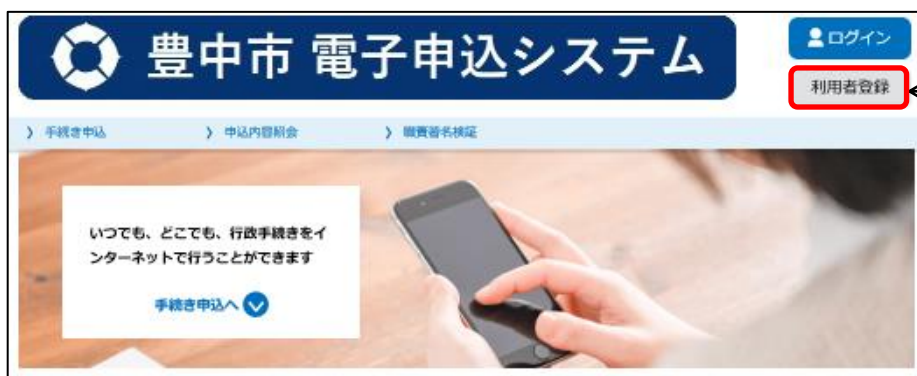 豊中市 電子申込システム
ログイン
利用者登録
手続き申込
申込内容照会
職責署名検証
いつでも、どこでも、行政手続きをイ
ンターネットで行うことができます
手続き申込へ